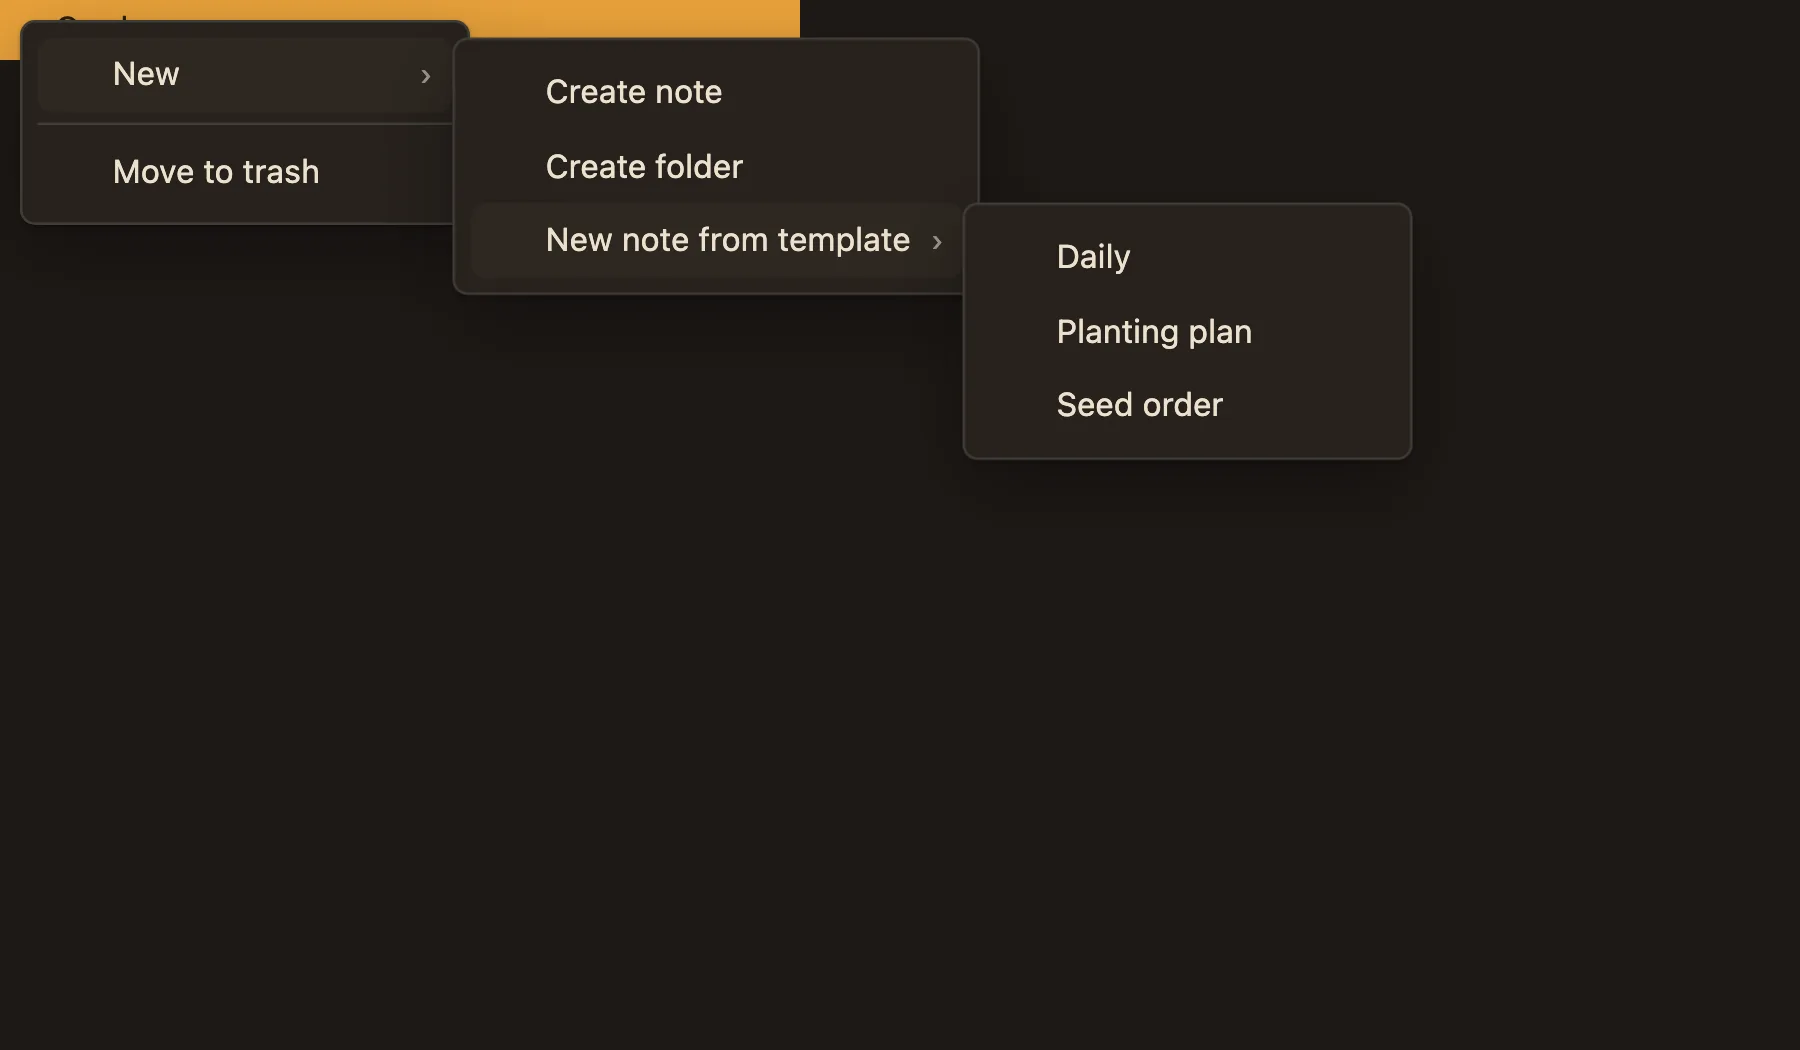 New ›
Move to trash
Create note
Create folder
New note from template ›
Daily
Planting plan
Seed order